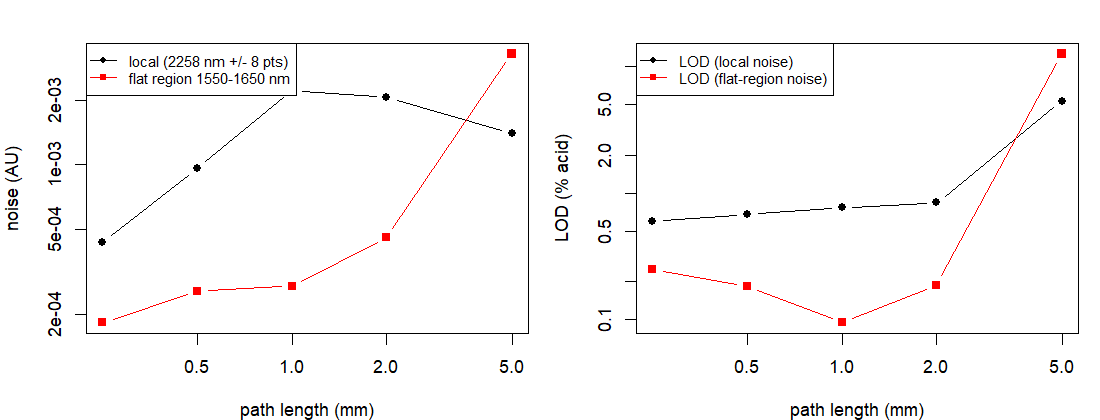 local (2258 nm +/- 8 pts)
flat region 1550-1650 nm
noise (AU)
2e-03
1e-03
5e-04
2e-04
0.5
1.0
2.0
5.0
path length (mm)
LOD (local noise)
LOD (flat-region noise)
LOD (% acid)
5.0
2.0
0.5
0.1
0.5
1.0
2.0
5.0
path length (mm)